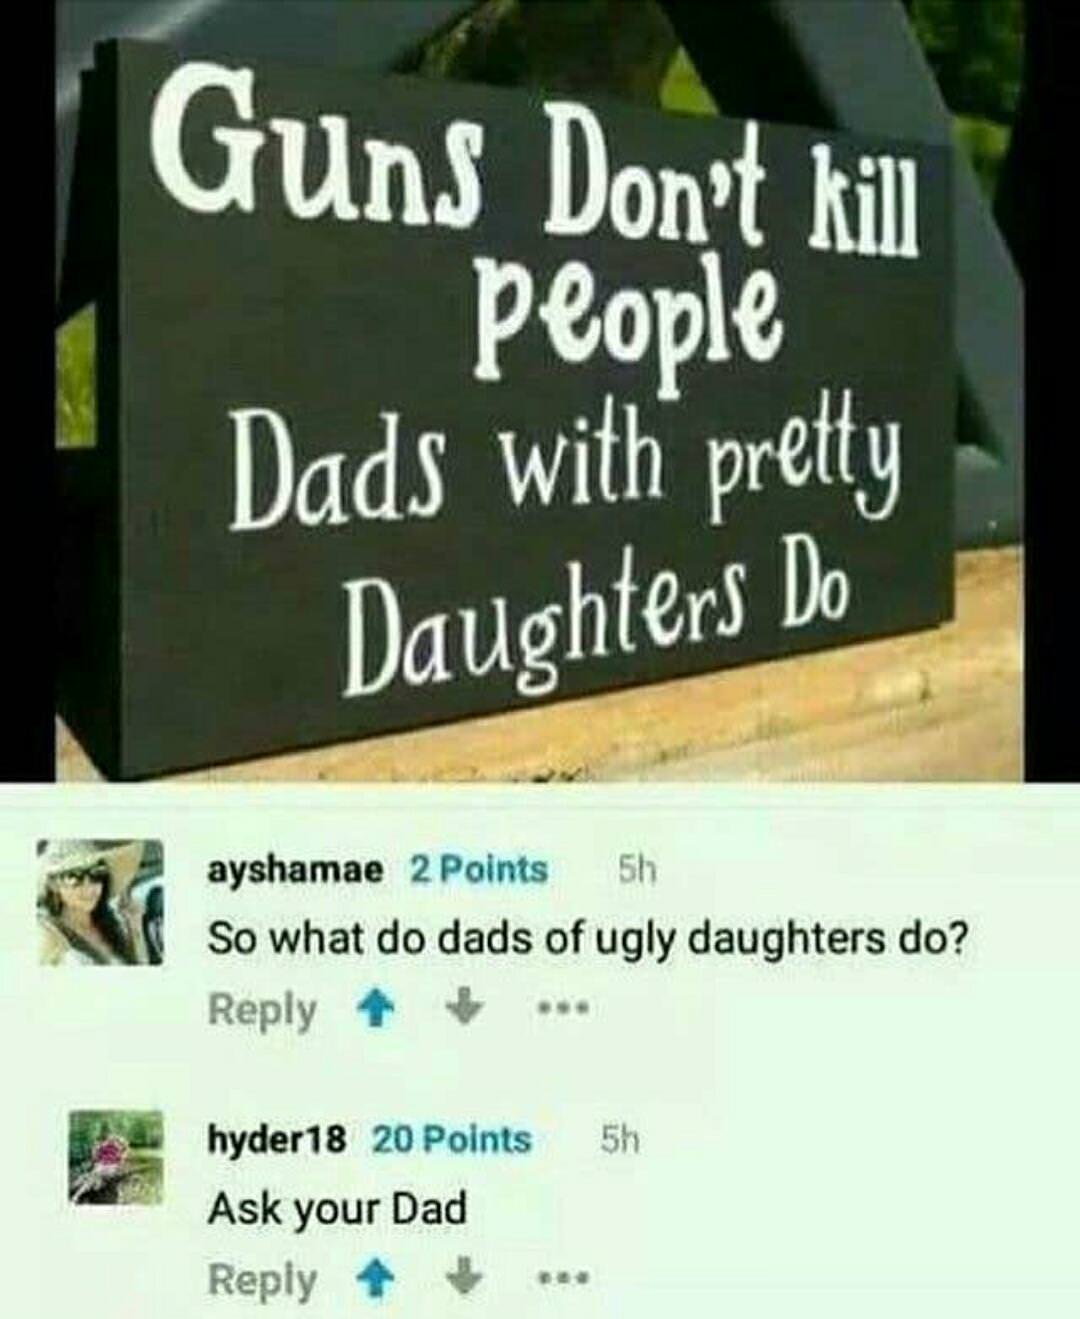 Guns Don't kill
people
Dads with pretty
Daughters Do
ayshamae 2 Points 5h
So what do dads of ugly daughters do?
Reply
hyder18 20 Points 5h
Ask your Dad
Reply